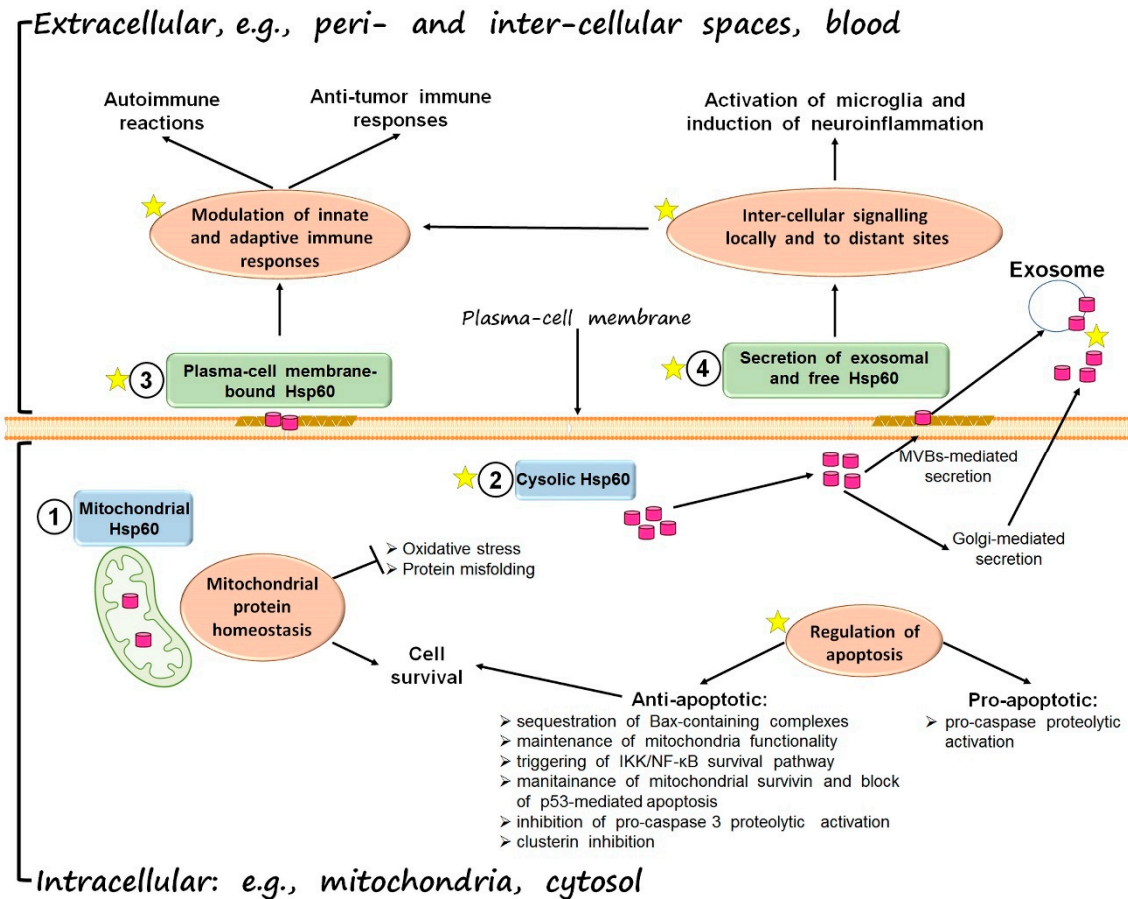 Extracellular, e.g., peri- and inter-cellular spaces, blood
Autoimmune
reactions
Anti-tumor immune
responses
Activation of microglia and
induction of neuroinflammation
Modulation of innate
and adaptive immune
responses
Inter-cellular signalling
locally and to distant sites
Exosome
Plasma-cell membrane
3
Plasma-cell membrane-
bound Hsp60
4
Secretion of exosomal
and free Hsp60
MVBs-mediated
secretion
2
Cysolic Hsp60
1
Mitochondrial
Hsp60
Golgi-mediated
secretion
Mitochondrial
protein
homeostasis
➢ Oxidative stress
➢ Protein misfolding
Cell
survival
Regulation of
apoptosis
Anti-apoptotic:
➢ sequestration of Bax-containing complexes
➢ maintenance of mitochondria functionality
➢ triggering of IKK/NF-κB survival pathway
➢ manitainance of mitochondrial survivin and block
of p53-mediated apoptosis
➢ inhibition of pro-caspase 3 proteolytic activation
➢ clusterin inhibition
Pro-apoptotic:
➢ pro-caspase proteolytic
activation
Intracellular: e.g., mitochondria, cytosol